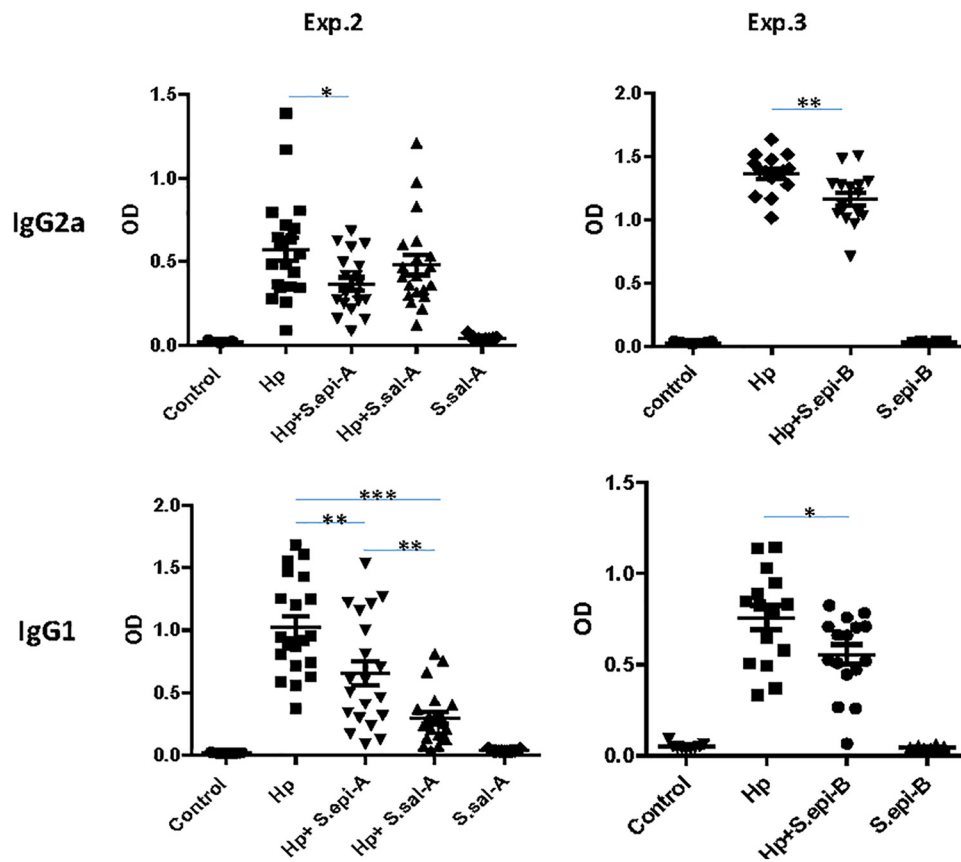 Exp.2
Exp.3
IgG2a
OD
1.5
1.0
0.5
0.0
*
Control
Hp
Hp+S.epi-A
Hp+S.sal-A
S.sal-A
OD
2.0
1.5
1.0
0.5
0.0
**
control
Hp
Hp+S.epi-B
S.epi-B
IgG1
OD
2.0
1.5
1.0
0.5
0.0
***
**
**
Control
Hp
Hp+ S.epi-A
Hp+ S.sal-A
S.sal-A
OD
1.5
1.0
0.5
0.0
*
Control
Hp
Hp+S.epi-B
S.epi-B